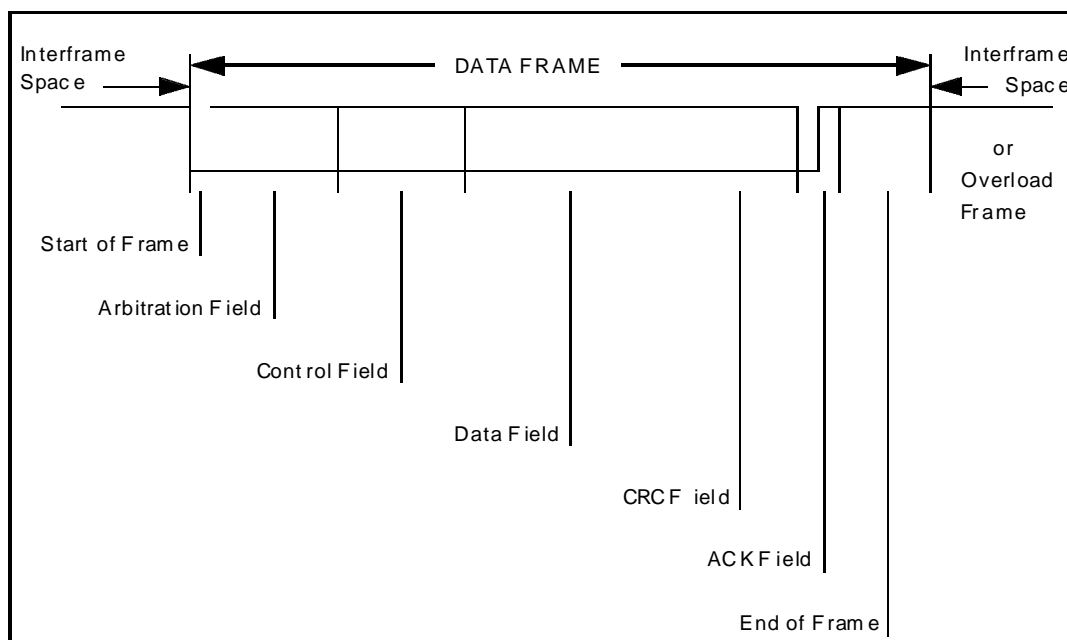 Interframe
Space
DATA FRAME
Interframe
Space
or
Overload
Frame
Start of Frame
Arbitration Field
Control Field
Data Field
CRC Field
ACK Field
End of Frame